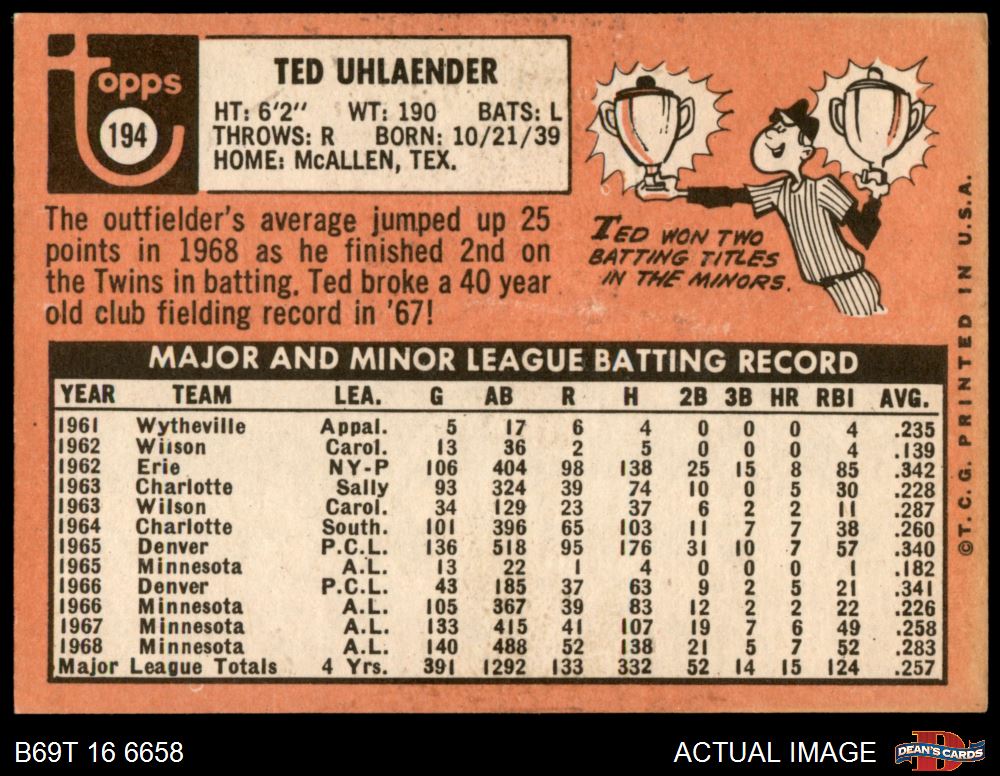 Topps
194
TED UHLAENDER
HT: 6'2" WT: 190 BATS: L
THROWS: R BORN: 10/21/39
HOME: McALLEN, TEX.
TED WON TWO
BATTING TITLES
IN THE MINORS.
The outfielder's average jumped up 25
points in 1968 as he finished 2nd on
the Twins in batting. Ted broke a 40 year
old club fielding record in '67!
MAJOR AND MINOR LEAGUE BATTING RECORD
YEAR TEAM LEA. G AB R H 2B 3B HR RBI AVG.
1961 Wytheville Appal. 5 17 6 4 0 0 0 4 .235
1962 Wilson Carol. 13 36 2 5 0 0 0 4 .139
1962 Erie NY-P 106 404 98 138 25 15 8 85 .342
1963 Charlotte Sally 93 324 39 74 10 0 5 30 .228
1963 Wilson Carol. 34 129 23 37 6 2 2 11 .287
1964 Charlotte South. 101 396 65 103 11 7 7 38 .260
1965 Denver P.C.L. 136 518 95 176 31 10 7 57 .340
1965 Minnesota A.L. 13 22 1 4 0 0 0 1 .182
1966 Denver P.C.L. 43 185 37 63 9 2 5 21 .341
1966 Minnesota A.L. 105 367 39 83 12 2 2 22 .226
1967 Minnesota A.L. 133 415 41 107 19 7 6 49 .258
1968 Minnesota A.L. 140 488 52 138 21 5 7 52 .283
Major League Totals 4 Yrs. 391 1292 133 332 52 14 15 124 .257
©T.C.G. PRINTED IN U.S.A.
B69T 16 6658
ACTUAL IMAGE
DEAN'S CARDS